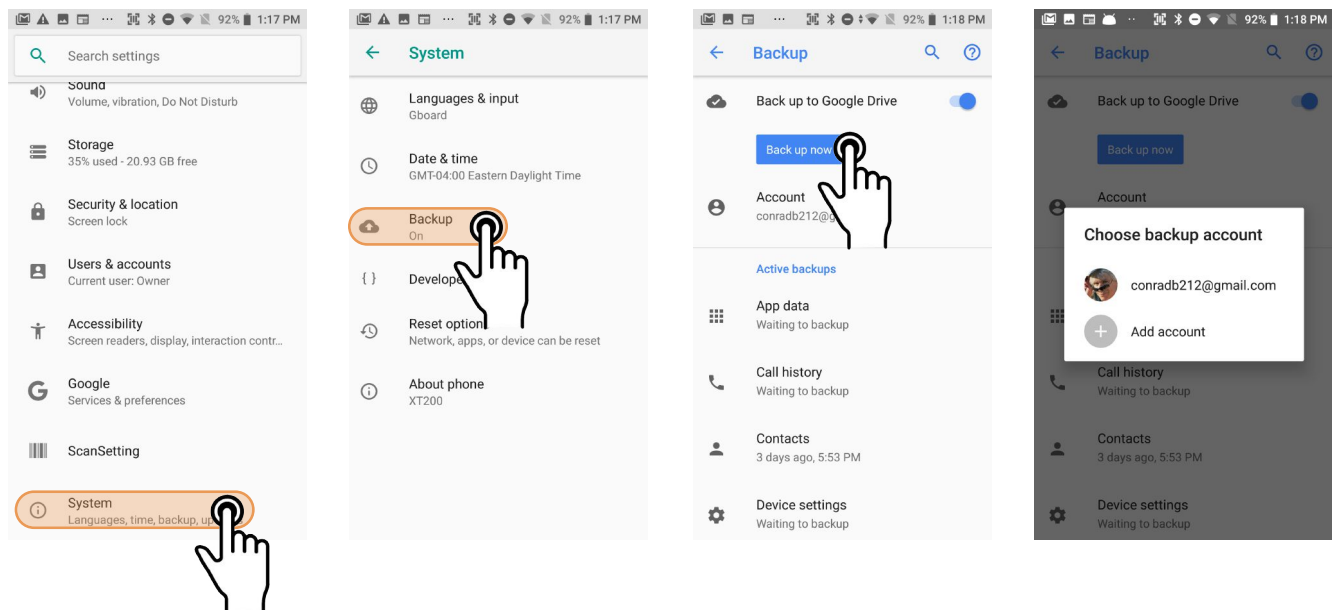 92% 1:17 PM
Search settings
Sound
Volume, vibration, Do Not Disturb
Storage
35% used - 20.93 GB free
Security & location
Screen lock
Users & accounts
Current user: Owner
Accessibility
Screen readers, display, interaction contr...
Google
Services & preferences
ScanSetting
System
Languages, time, backup,
92% 1:17 PM
System
Languages & input
Gboard
Date & time
GMT-04:00 Eastern Daylight Time
Backup
On
{ }
Reset option
Network, apps, or device can be reset
About phone
XT200
92% 1:18 PM
Backup
Back up to Google Drive
Back up now
Account
conradb212@g
Active backups
App data
Waiting to backup
Call history
Waiting to backup
Contacts
3 days ago, 5:53 PM
Device settings
Waiting to backup
92% 1:18 PM
Backup
Back up to Google Drive
Back up now
Account
Choose backup account
conradb212@gmail.com
Add account
Call history
Waiting to backup
Contacts
3 days ago, 5:53 PM
Device settings
Waiting to backup